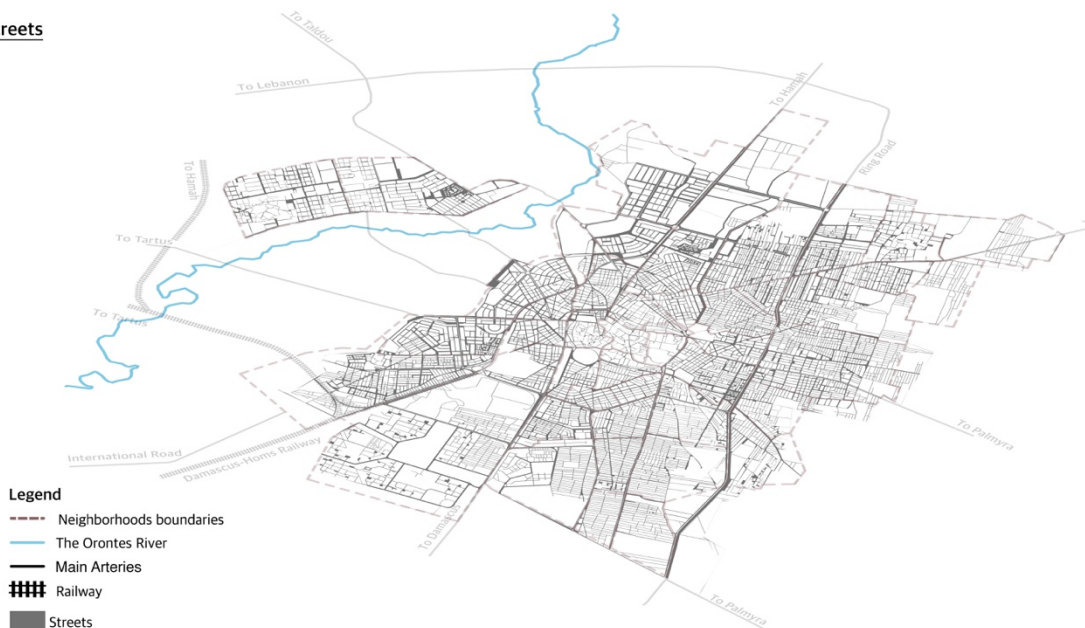 reets
To Taldou
To Lebanon
To Hamah
Ring Road
To Hamah
To Tartus
To Tartus
International Road
Damascus-Homs Railway
To Palmyra
To Damascus
To Palmyra
Legend
Neighborhoods boundaries
The Orontes River
Main Arteries
Railway
Streets